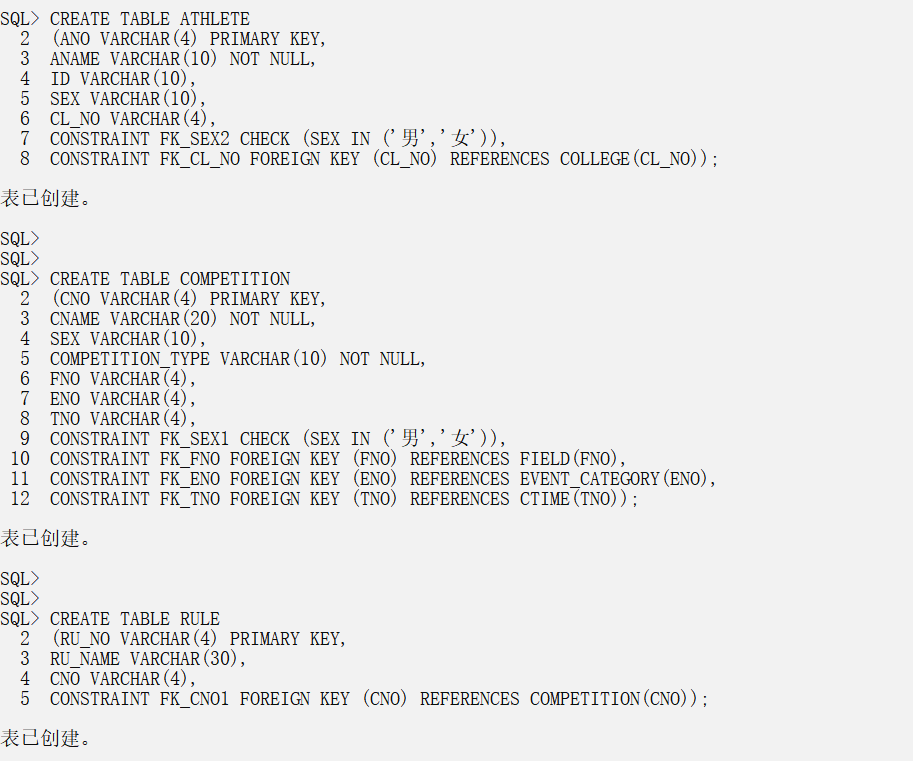 SQL> CREATE TABLE ATHLETE
  2  (ANO VARCHAR(4) PRIMARY KEY,
  3  ANAME VARCHAR(10) NOT NULL,
  4  ID VARCHAR(10),
  5  SEX VARCHAR(10),
  6  CL_NO VARCHAR(4),
  7  CONSTRAINT FK_SEX2 CHECK (SEX IN ('男','女')),
  8  CONSTRAINT FK_CL_NO FOREIGN KEY (CL_NO) REFERENCES COLLEGE(CL_NO));
表已创建。
SQL>
SQL>
SQL> CREATE TABLE COMPETITION
  2  (CNO VARCHAR(4) PRIMARY KEY,
  3  CNAME VARCHAR(20) NOT NULL,
  4  SEX VARCHAR(10),
  5  COMPETITION_TYPE VARCHAR(10) NOT NULL,
  6  FNO VARCHAR(4),
  7  ENO VARCHAR(4),
  8  TNO VARCHAR(4),
  9  CONSTRAINT FK_SEX1 CHECK (SEX IN ('男','女')),
 10  CONSTRAINT FK_FNO FOREIGN KEY (FNO) REFERENCES FIELD(FNO),
 11  CONSTRAINT FK_ENO FOREIGN KEY (ENO) REFERENCES EVENT_CATEGORY(ENO),
 12  CONSTRAINT FK_TNO FOREIGN KEY (TNO) REFERENCES CTIME(TNO));
表已创建。
SQL>
SQL>
SQL> CREATE TABLE RULE
  2  (RU_NO VARCHAR(4) PRIMARY KEY,
  3  RU_NAME VARCHAR(30),
  4  CNO VARCHAR(4),
  5  CONSTRAINT FK_CNO1 FOREIGN KEY (CNO) REFERENCES COMPETITION(CNO));
表已创建。